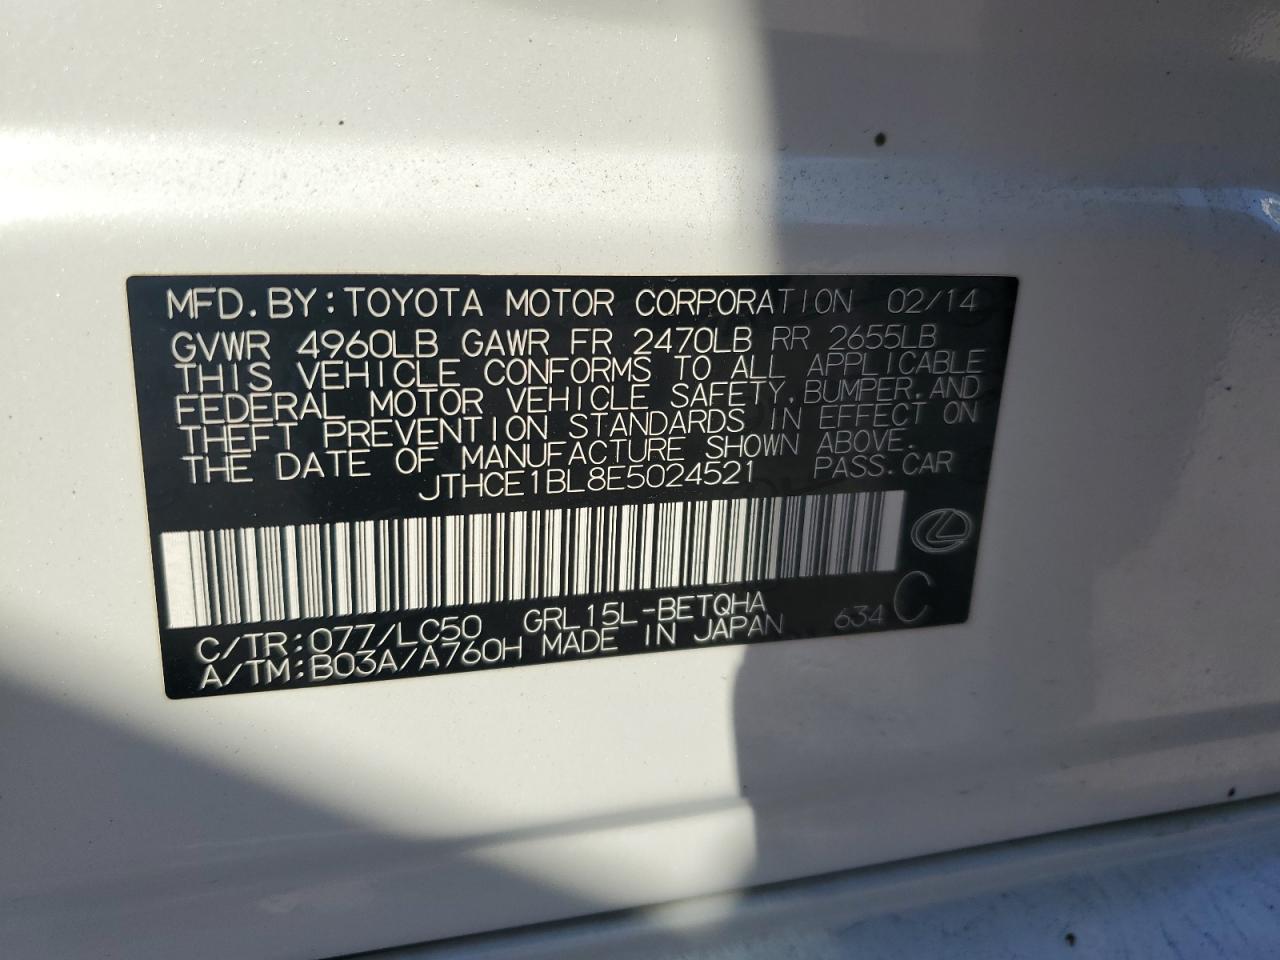 MFD.BY:TOYOTA MOTOR CORPORATION 02/14
GVWR 4960LB GAWR FR 2470LB RR 2655LB
THIS VEHICLE CONFORMS TO ALL APPLICABLE
FEDERAL MOTOR VEHICLE SAFETY,BUMPER,AND
THEFT PREVENTION STANDARDS IN EFFECT ON
THE DATE OF MANUFACTURE SHOWN ABOVE.
JTHCE1BL8E5024521 PASS.CAR
C/TR:077/LC50 GRL15L-BETQHA 634 C
A/TM:B03A/A760H MADE IN JAPAN